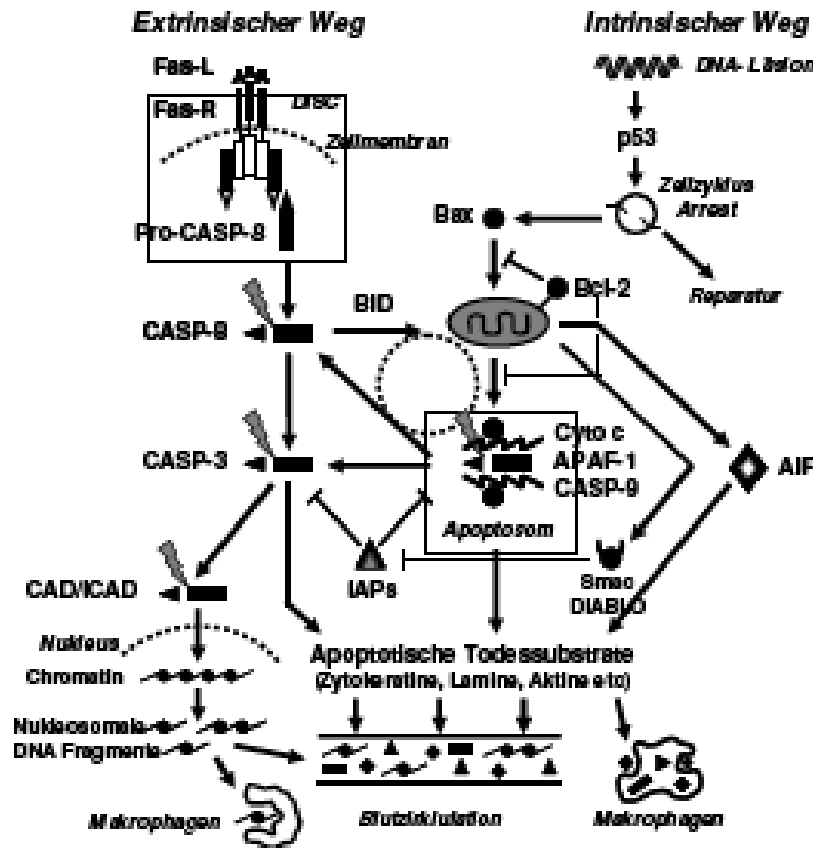 Extrinsischer Weg
Intrinsischer Weg
Fas-L
Fas-R
DISC
Zellmembran
Pro-CASP-8
DNA-Läsion
p53
Zellzyklus
Arrest
Reparatur
Bax
Bcl-2
BID
CASP-8
CASP-3
Cyto c
APAF-1
CASP-9
Apoptosom
AIF
IAPs
Smac
DIABLO
CAD/ICAD
Nukleus
Chromatin
Nukleosomale
DNA Fragmente
Apoptotische Todessubstrate
(Zytokeratine, Lamine, Aktine etc)
Makrophagen
Blutzirkulation
Makrophagen